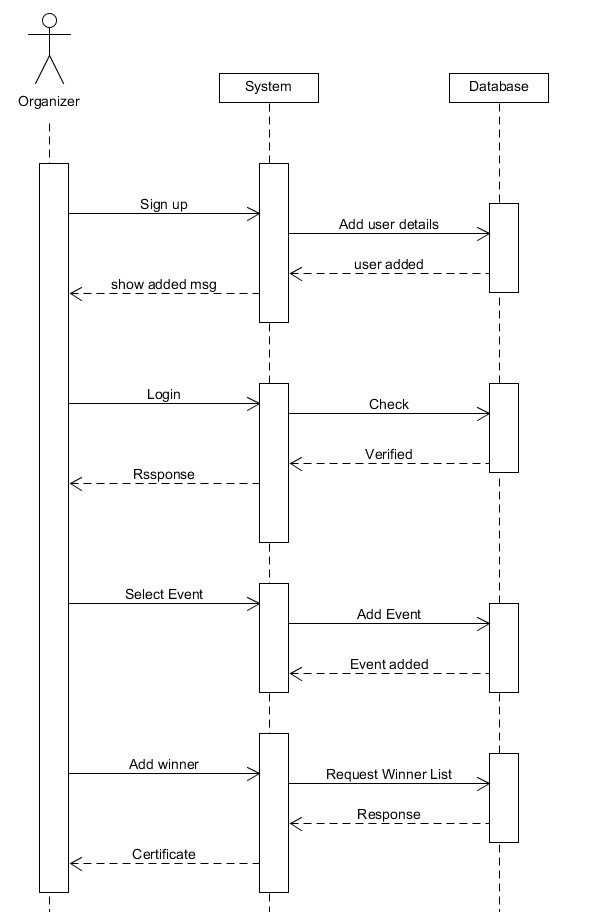 Organizer
System
Database
Sign up
Add user details
user added
show added msg
Login
Check
Verified
Rssponse
Select Event
Add Event
Event added
Add winner
Request Winner List
Response
Certificate